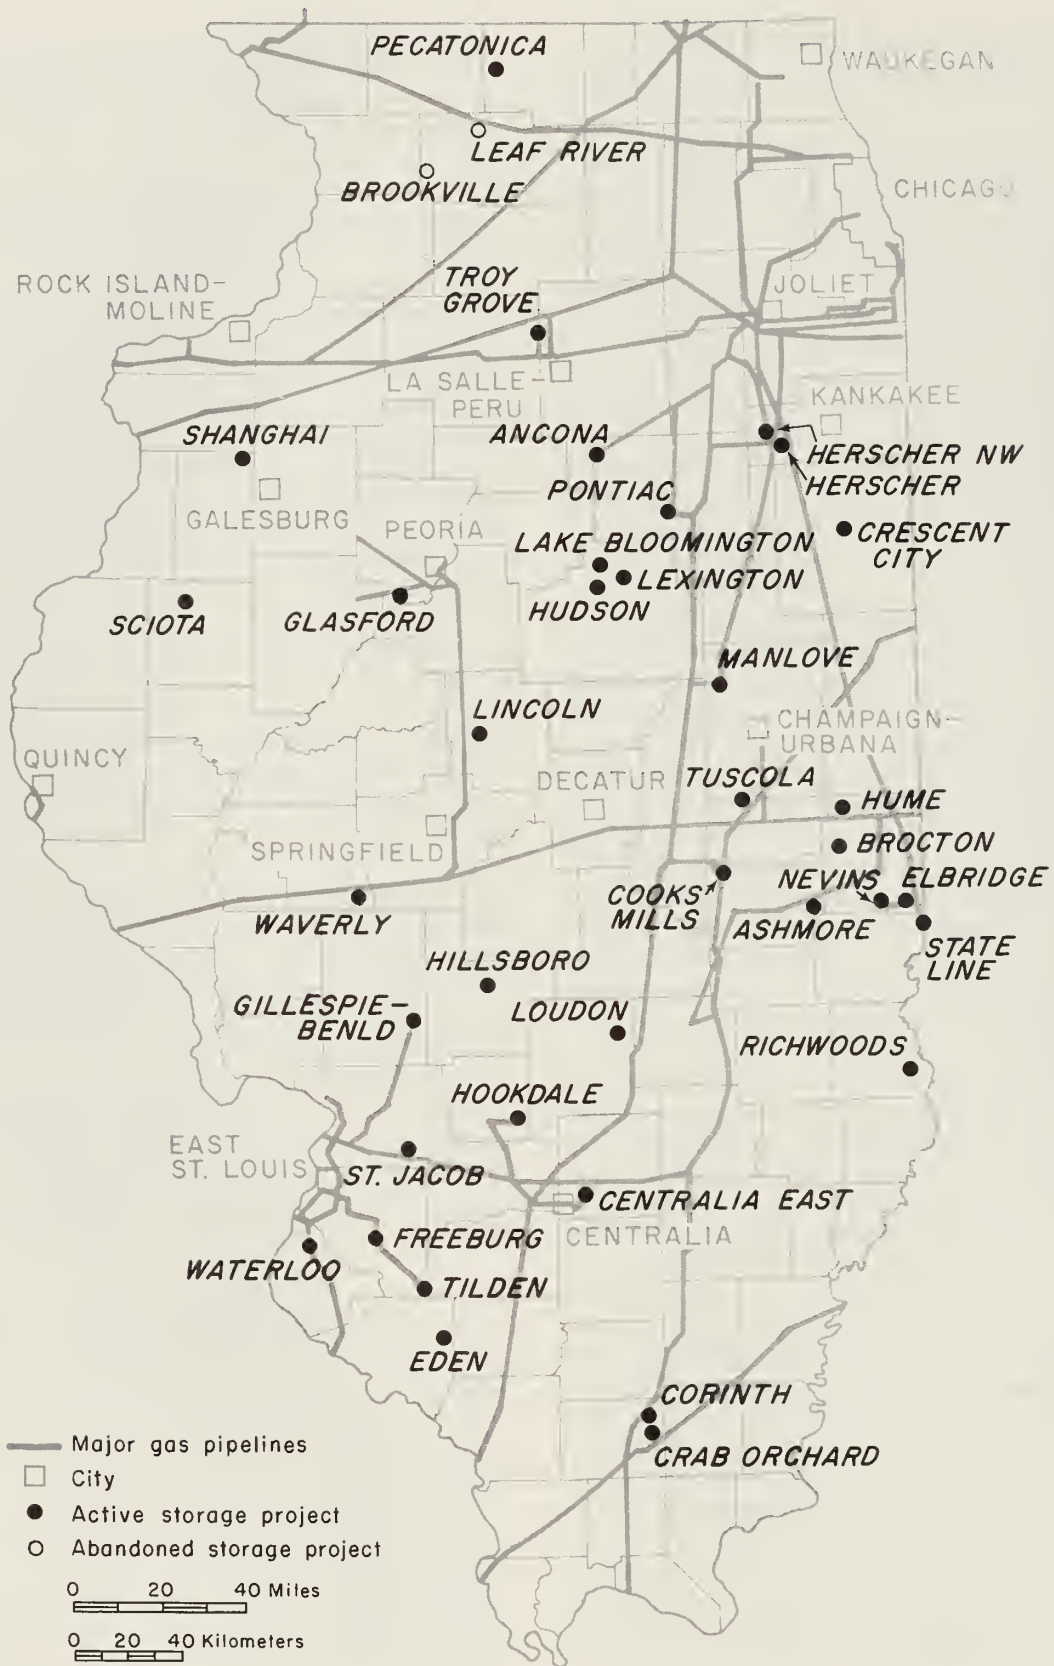 PECATONICA
WAUKEGAN
LEAF RIVER
BROOKVILLE
CHICAGO
TROY
GROVE
ROCK ISLAND-
MOLINE
JOLIET
LA SALLE-
PERU
KANKAKEE
SHANGHAI
ANCONA
HERSCHER NW
HERSCHER
PONTIAC
GALESBURG
PEORIA
CRESCENT
CITY
LAKE BLOOMINGTON
LEXINGTON
HUDSON
SCIOTA
GLASFORD
MANLOVE
LINCOLN
CHAMPAIGN-
URBANA
QUINCY
DECATUR
TUSCOLA
HUME
SPRINGFIELD
BROCTON
COOKS
MILLS
NEVINS
ELBRIDGE
WAVERLY
ASHMORE
STATE
LINE
HILLSBORO
GILLESPIE-
BENLD
LOUDON
RICHWOODS
HOOKDALE
EAST
ST. LOUIS
ST. JACOB
CENTRALIA EAST
CENTRALIA
FREEBURG
WATERLOO
TILDEN
EDEN
CORINTH
CRAB ORCHARD
Major gas pipelines
City
Active storage project
Abandoned storage project
0 20 40 Miles
0 20 40 Kilometers